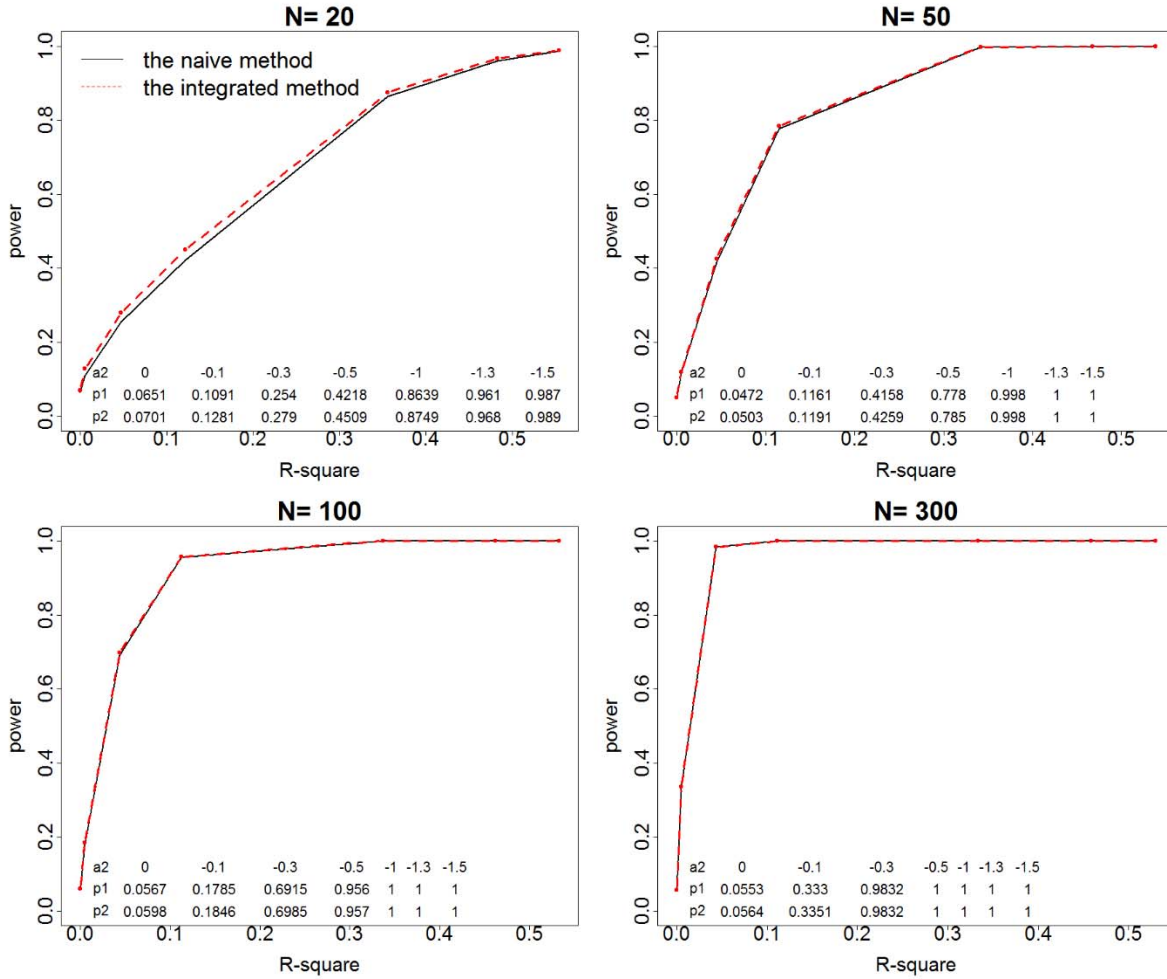 N= 20
1.0
0.8
0.6
0.4
0.2
0.0
power
the naive method
the integrated method
a2 0 -0.1 -0.3 -0.5 -1 -1.3 -1.5
p1 0.0651 0.1091 0.254 0.4218 0.8639 0.961 0.987
p2 0.0701 0.1281 0.279 0.4509 0.8749 0.968 0.989
0.0 0.1 0.2 0.3 0.4 0.5
R-square
N= 50
1.0
0.8
0.6
0.4
0.2
0.0
power
a2 0 -0.1 -0.3 -0.5 -1 -1.3 -1.5
p1 0.0472 0.1161 0.4158 0.778 0.998 1 1
p2 0.0503 0.1191 0.4259 0.785 0.998 1 1
0.0 0.1 0.2 0.3 0.4 0.5
R-square
N= 100
1.0
0.8
0.6
0.4
0.2
0.0
power
a2 0 -0.1 -0.3 -0.5 -1 -1.3 -1.5
p1 0.0567 0.1785 0.6915 0.956 1 1 1
p2 0.0598 0.1846 0.6985 0.957 1 1 1
0.0 0.1 0.2 0.3 0.4 0.5
R-square
N= 300
1.0
0.8
0.6
0.4
0.2
0.0
power
a2 0 -0.1 -0.3 -0.5 -1 -1.3 -1.5
p1 0.0553 0.333 0.9832 1 1 1 1
p2 0.0564 0.3351 0.9832 1 1 1 1
0.0 0.1 0.2 0.3 0.4 0.5
R-square